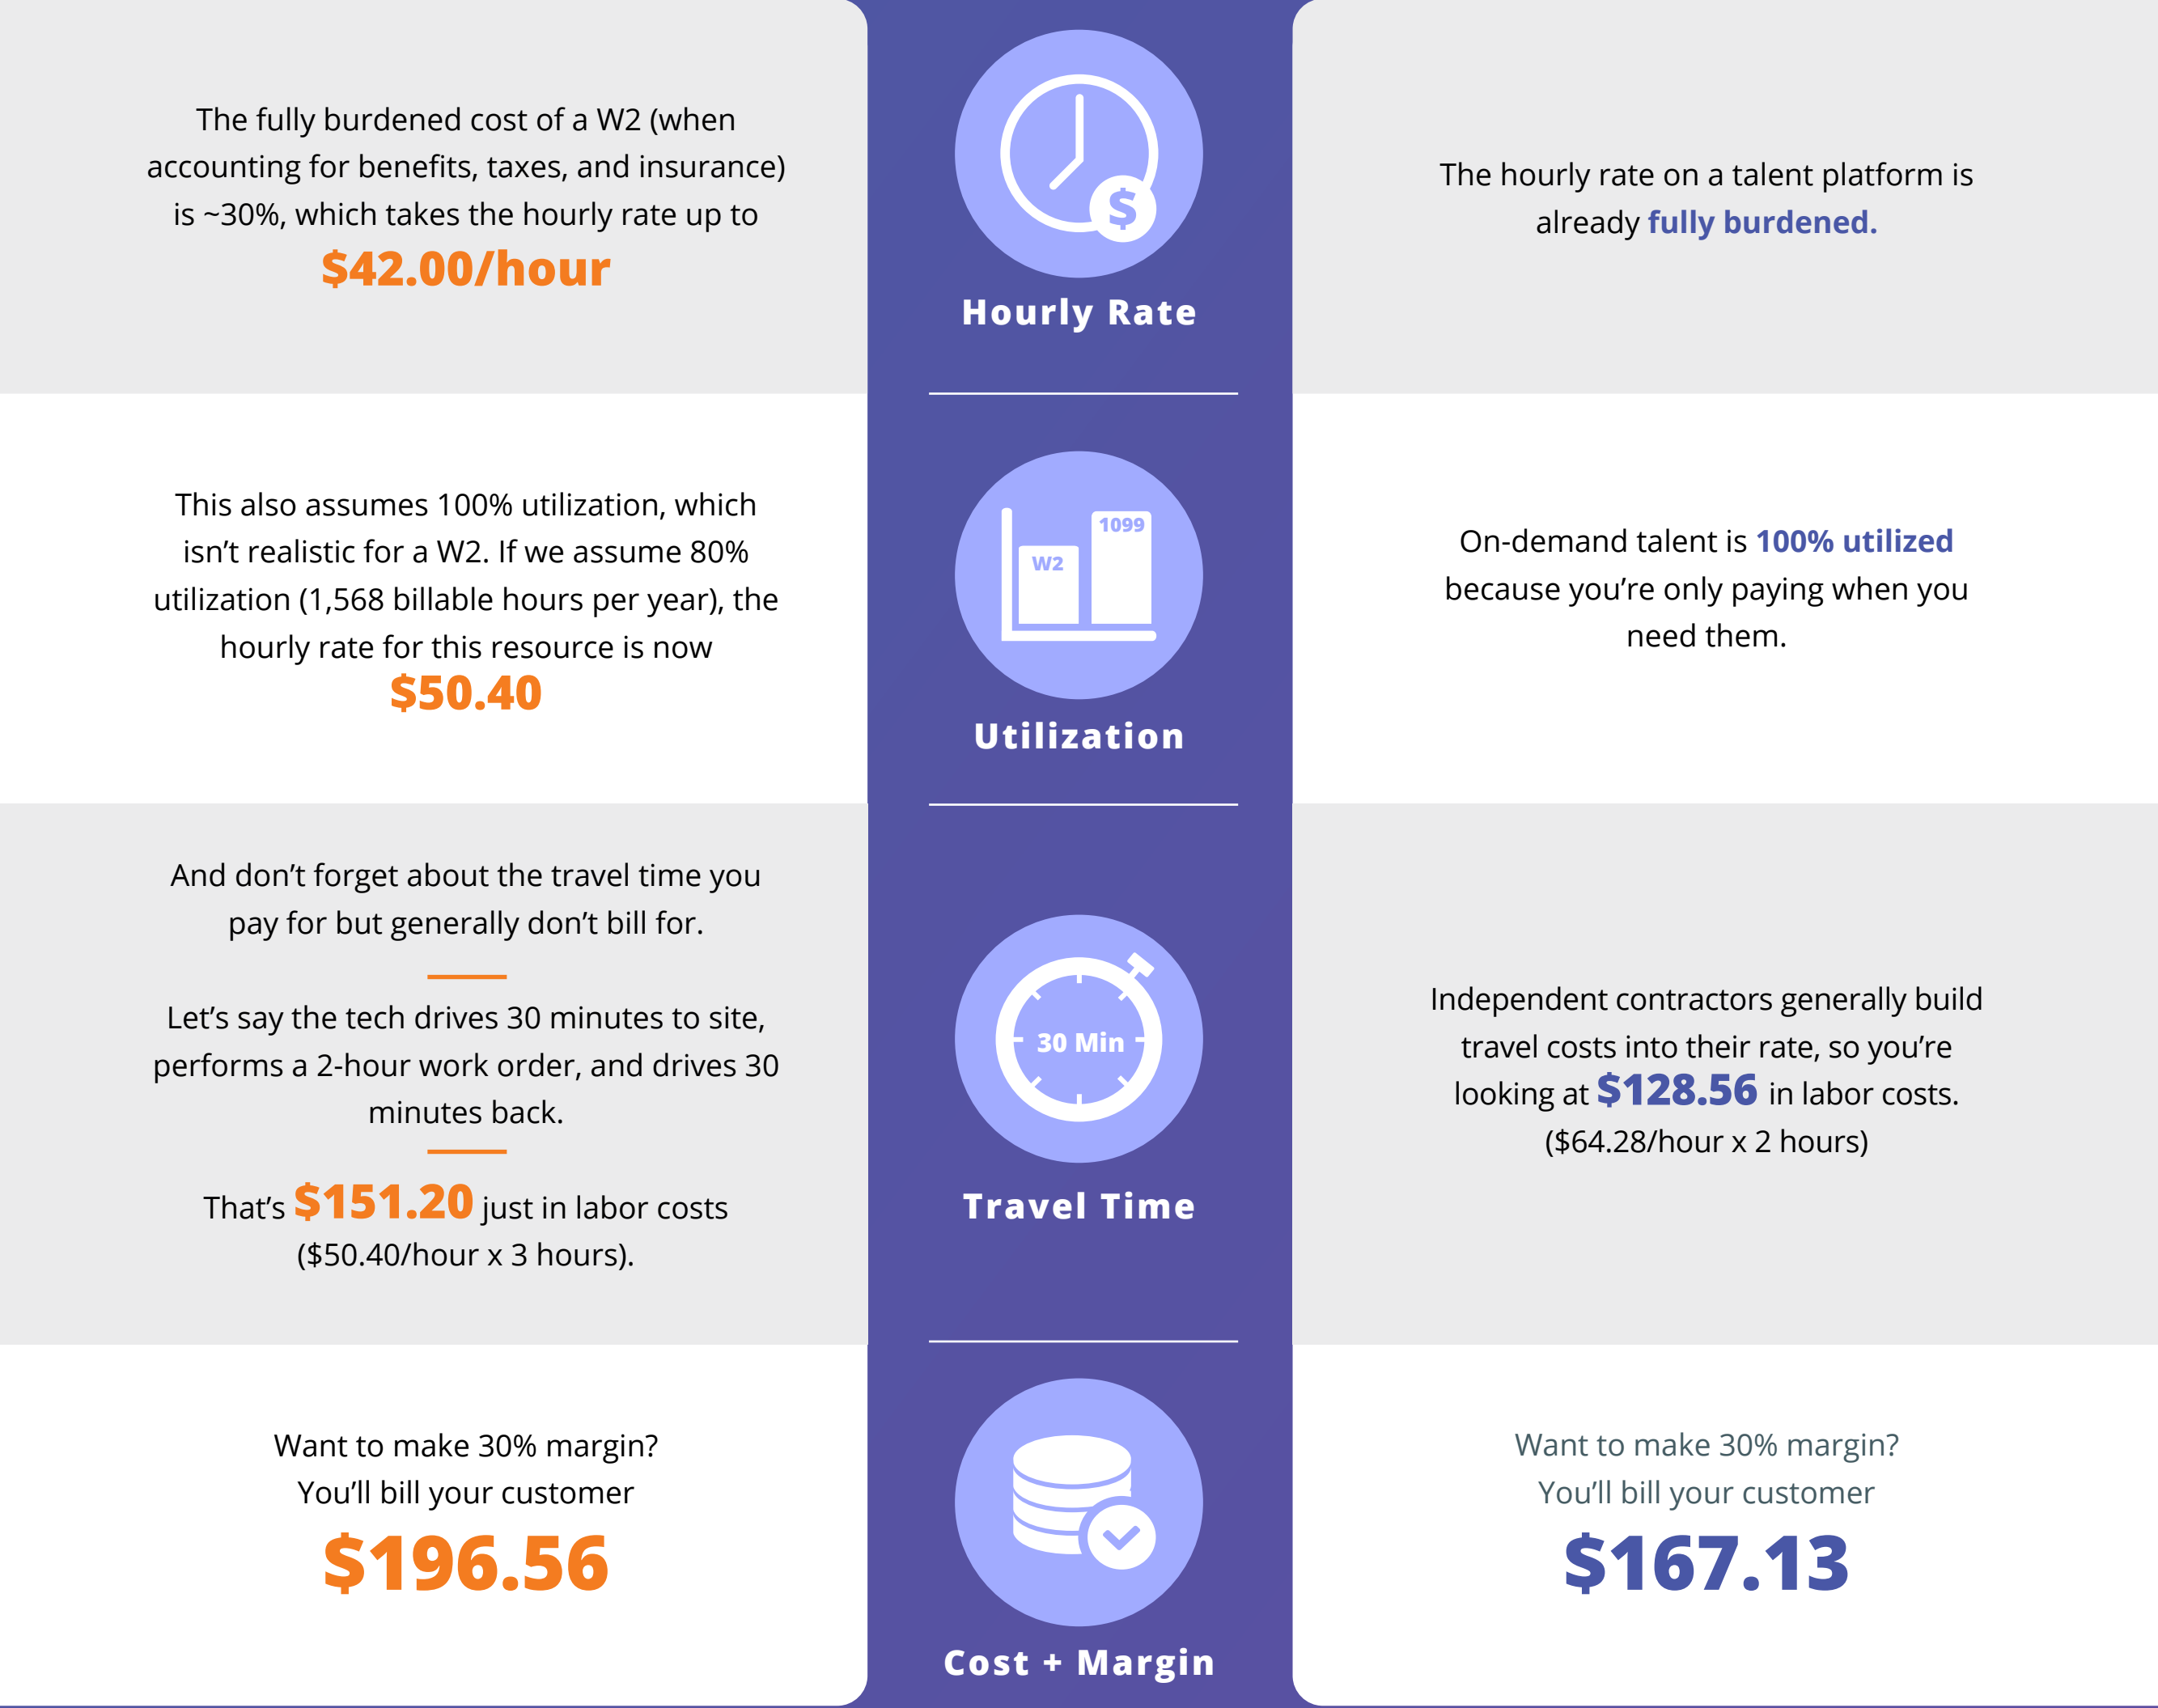 The fully burdened cost of a W2 (when
accounting for benefits, taxes, and insurance)
is ~30%, which takes the hourly rate up to
$42.00/hour
Hourly Rate
The hourly rate on a talent platform is
already fully burdened.
This also assumes 100% utilization, which
isn’t realistic for a W2. If we assume 80%
utilization (1,568 billable hours per year), the
hourly rate for this resource is now
$50.40
W2
1099
Utilization
On-demand talent is 100% utilized
because you’re only paying when you
need them.
And don’t forget about the travel time you
pay for but generally don’t bill for.
Let’s say the tech drives 30 minutes to site,
performs a 2-hour work order, and drives 30
minutes back.
That’s $151.20 just in labor costs
($50.40/hour x 3 hours).
30 Min
Travel Time
Independent contractors generally build
travel costs into their rate, so you’re
looking at $128.56 in labor costs.
($64.28/hour x 2 hours)
Want to make 30% margin?
You’ll bill your customer
$196.56
Cost + Margin
Want to make 30% margin?
You’ll bill your customer
$167.13